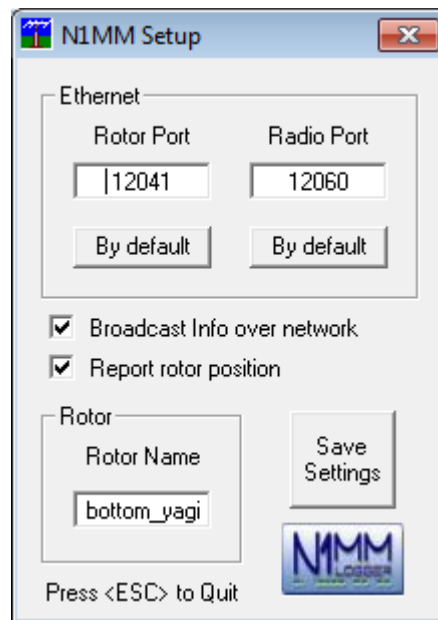 N1MM Setup
Ethernet
Rotor Port Radio Port
12041 12060
By default By default
Broadcast Info over network
Report rotor position
Rotor
Rotor Name
bottom_yagi
Save
Settings
N1MM
LOGGER
Press <ESC> to Quit